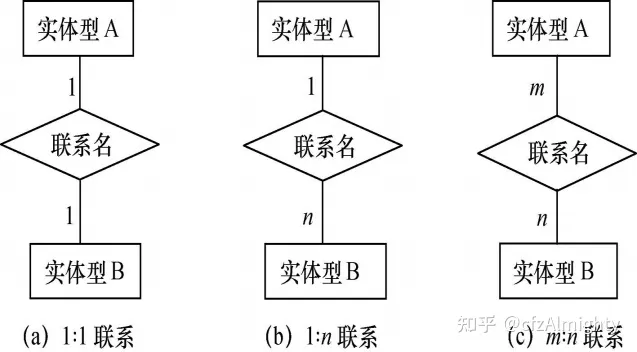 实体型 A
1
联系名
1
实体型 B
(a) 1:1 联系
实体型 A
1
联系名
n
实体型 B
(b) 1:n 联系
实体型 A
m
联系名
n
实体型 B
(c) m:n 联系
知乎 @cfzAlmighty